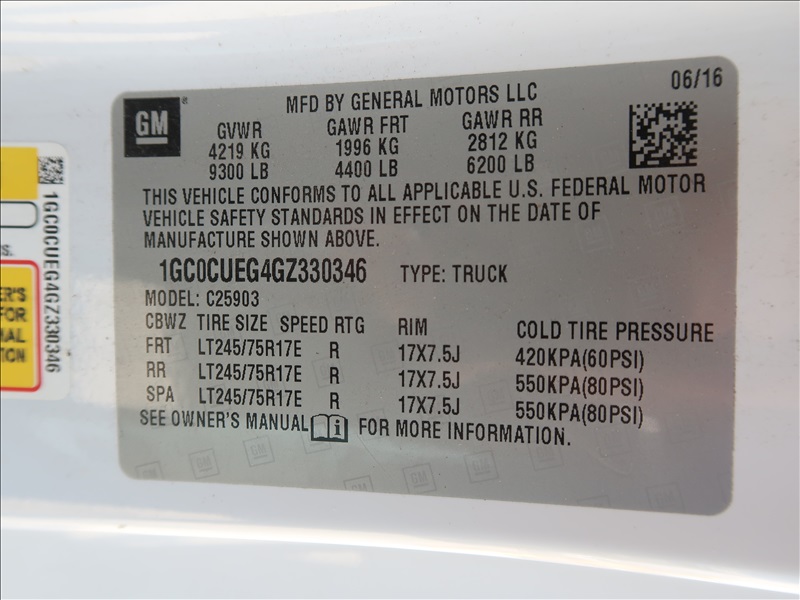 GM
®
MFD BY GENERAL MOTORS LLC
06/16
GVWR GAWR FRT GAWR RR
4219 KG 1996 KG 2812 KG
9300 LB 4400 LB 6200 LB
THIS VEHICLE CONFORMS TO ALL APPLICABLE U.S. FEDERAL MOTOR
VEHICLE SAFETY STANDARDS IN EFFECT ON THE DATE OF
MANUFACTURE SHOWN ABOVE.
1GC0CUEG4GZ330346 TYPE: TRUCK
MODEL: C25903
CBWZ TIRE SIZE SPEED RTG RIM COLD TIRE PRESSURE
FRT LT245/75R17E R 17X7.5J 420KPA(60PSI)
RR LT245/75R17E R 17X7.5J 550KPA(80PSI)
SPA LT245/75R17E R 17X7.5J 550KPA(80PSI)
SEE OWNER'S MANUAL i FOR MORE INFORMATION.
1GC0CUEG4GZ330346
FOR